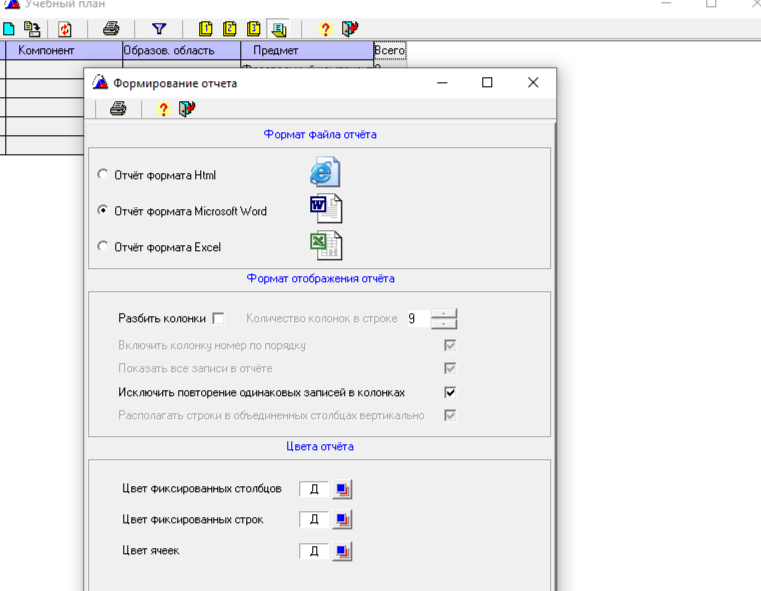 Учебный план
Компонент Образов. область Предмет Всего
Формирование отчета
Формат файла отчёта
Отчёт формата Html
Отчёт формата Microsoft Word
Отчёт формата Excel
Формат отображения отчёта
Разбить колонки Количество колонок в строке 9
Включить колонку номер по порядку
Показать все записи в отчёте
Исключить повторение одинаковых записей в колонках
Располагать строки в объединенных столбцах вертикально
Цвета отчёта
Цвет фиксированных столбцов Д
Цвет фиксированных строк Д
Цвет ячеек Д